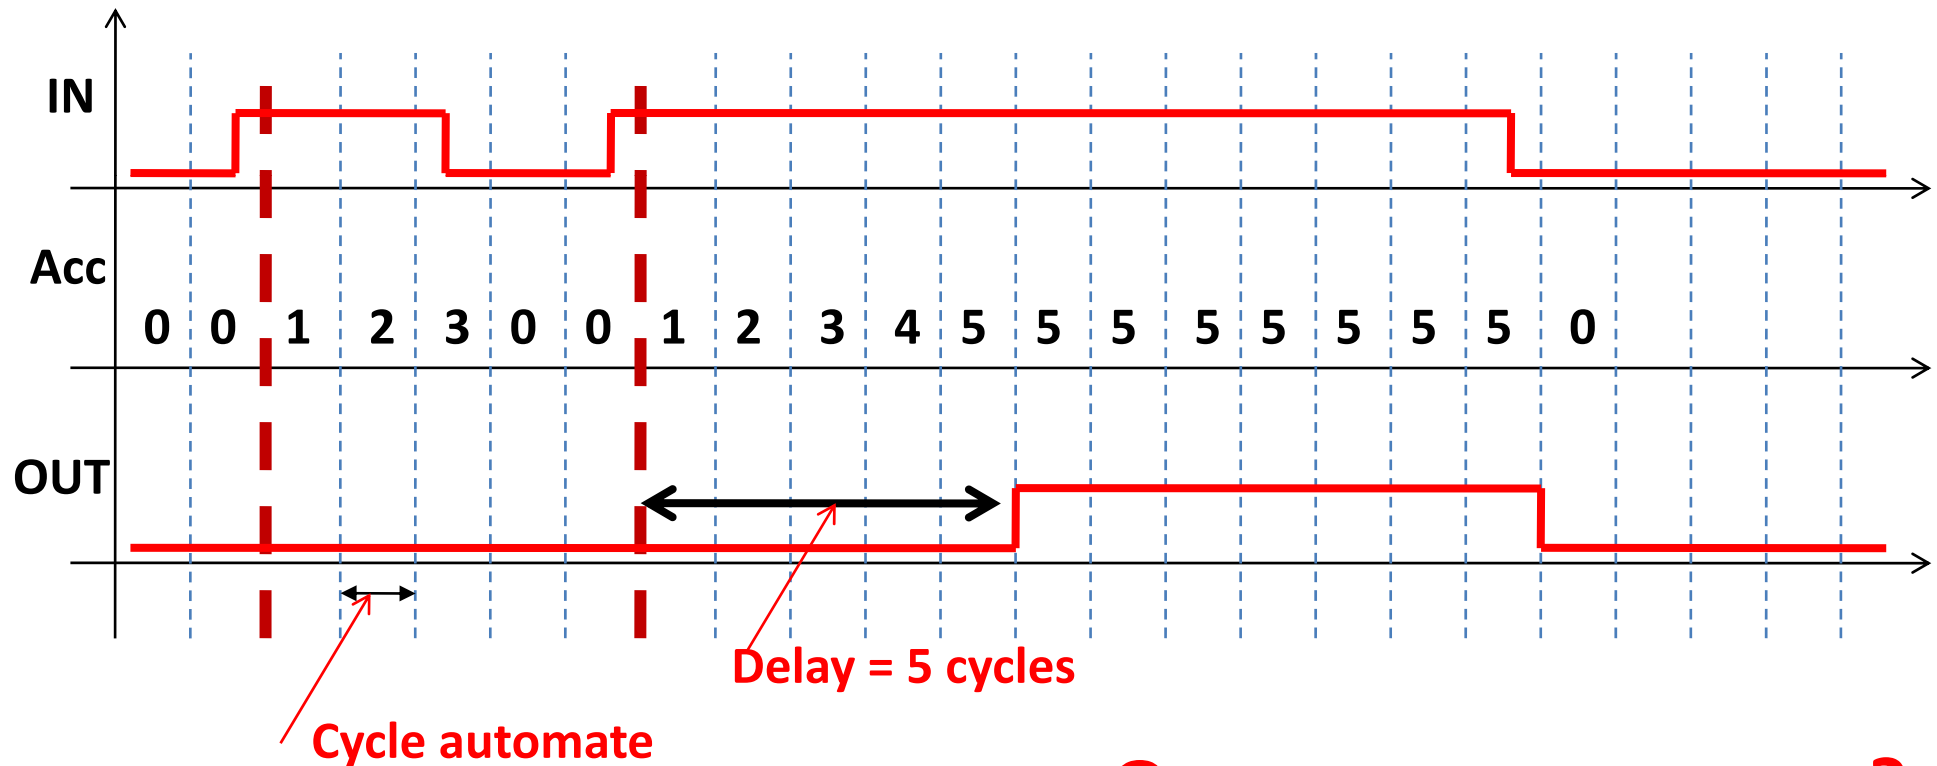 IN
Acc
0 0 1 2 3 0 0 1 2 3 4 5 5 5 5 5 5 5 5 0
OUT
Delay = 5 cycles
Cycle automate